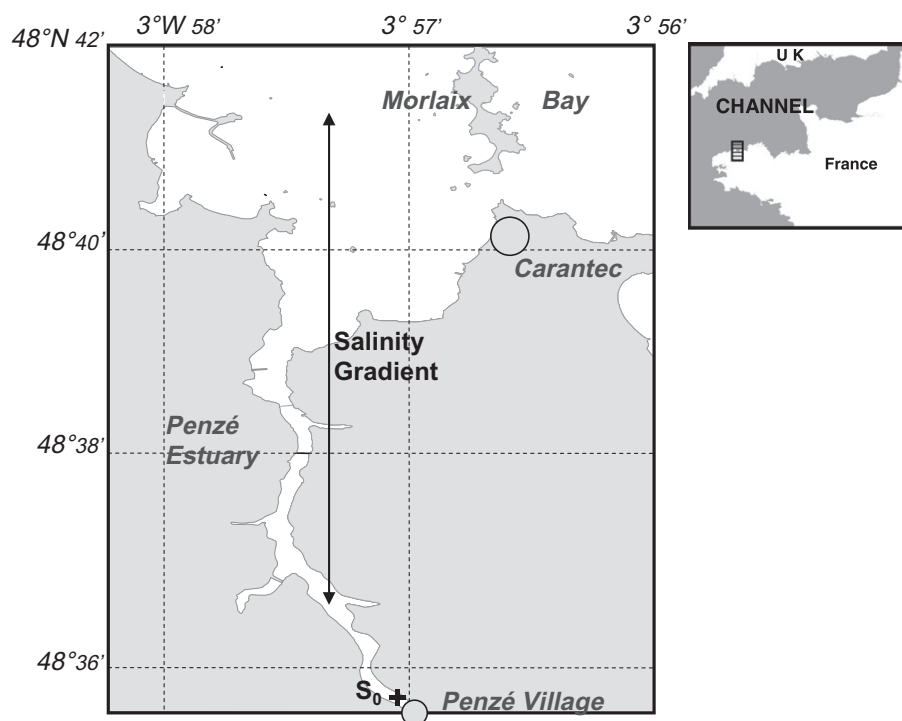 3°W 58’ 3°57’ 3°56’
48°N 42’
Morlaix Bay
48°40’
Carantec
Salinity
Gradient
Penzé
Estuary
48°38’
48°36’
S0
Penzé Village
U K
CHANNEL
France